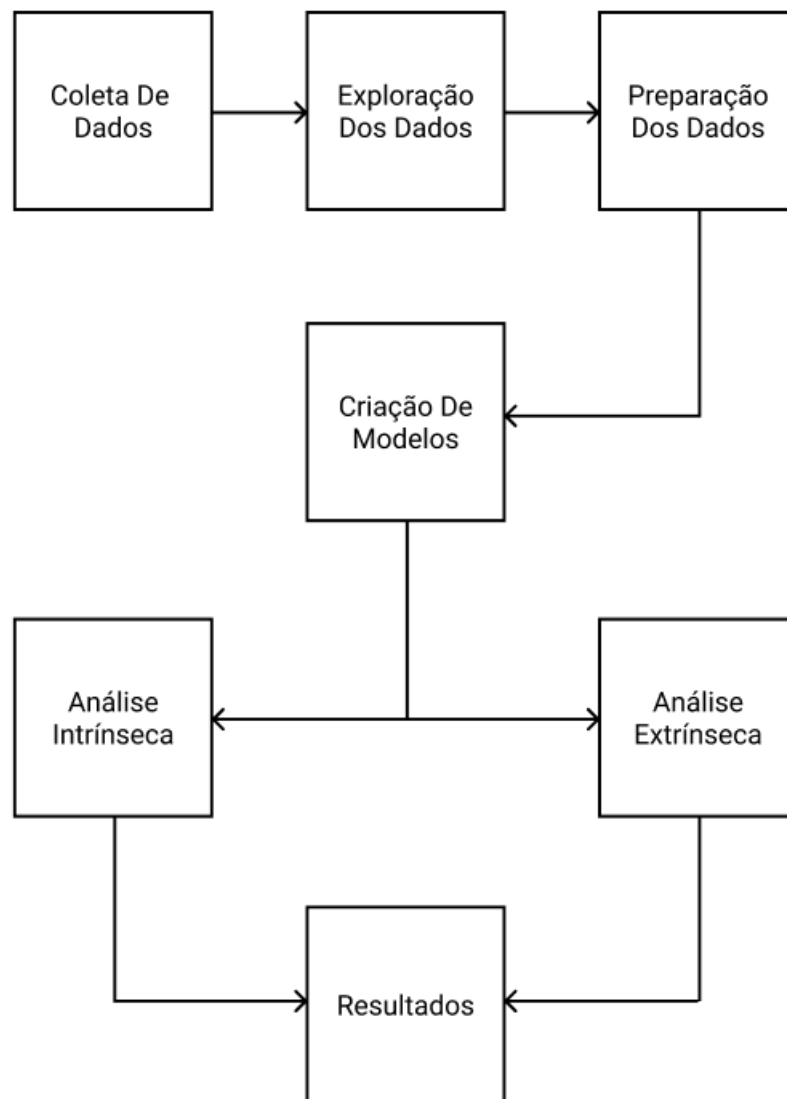 Coleta De
Dados
Exploração
Dos Dados
Preparação
Dos Dados
Criação De
Modelos
Análise
Intrínseca
Análise
Extrínseca
Resultados